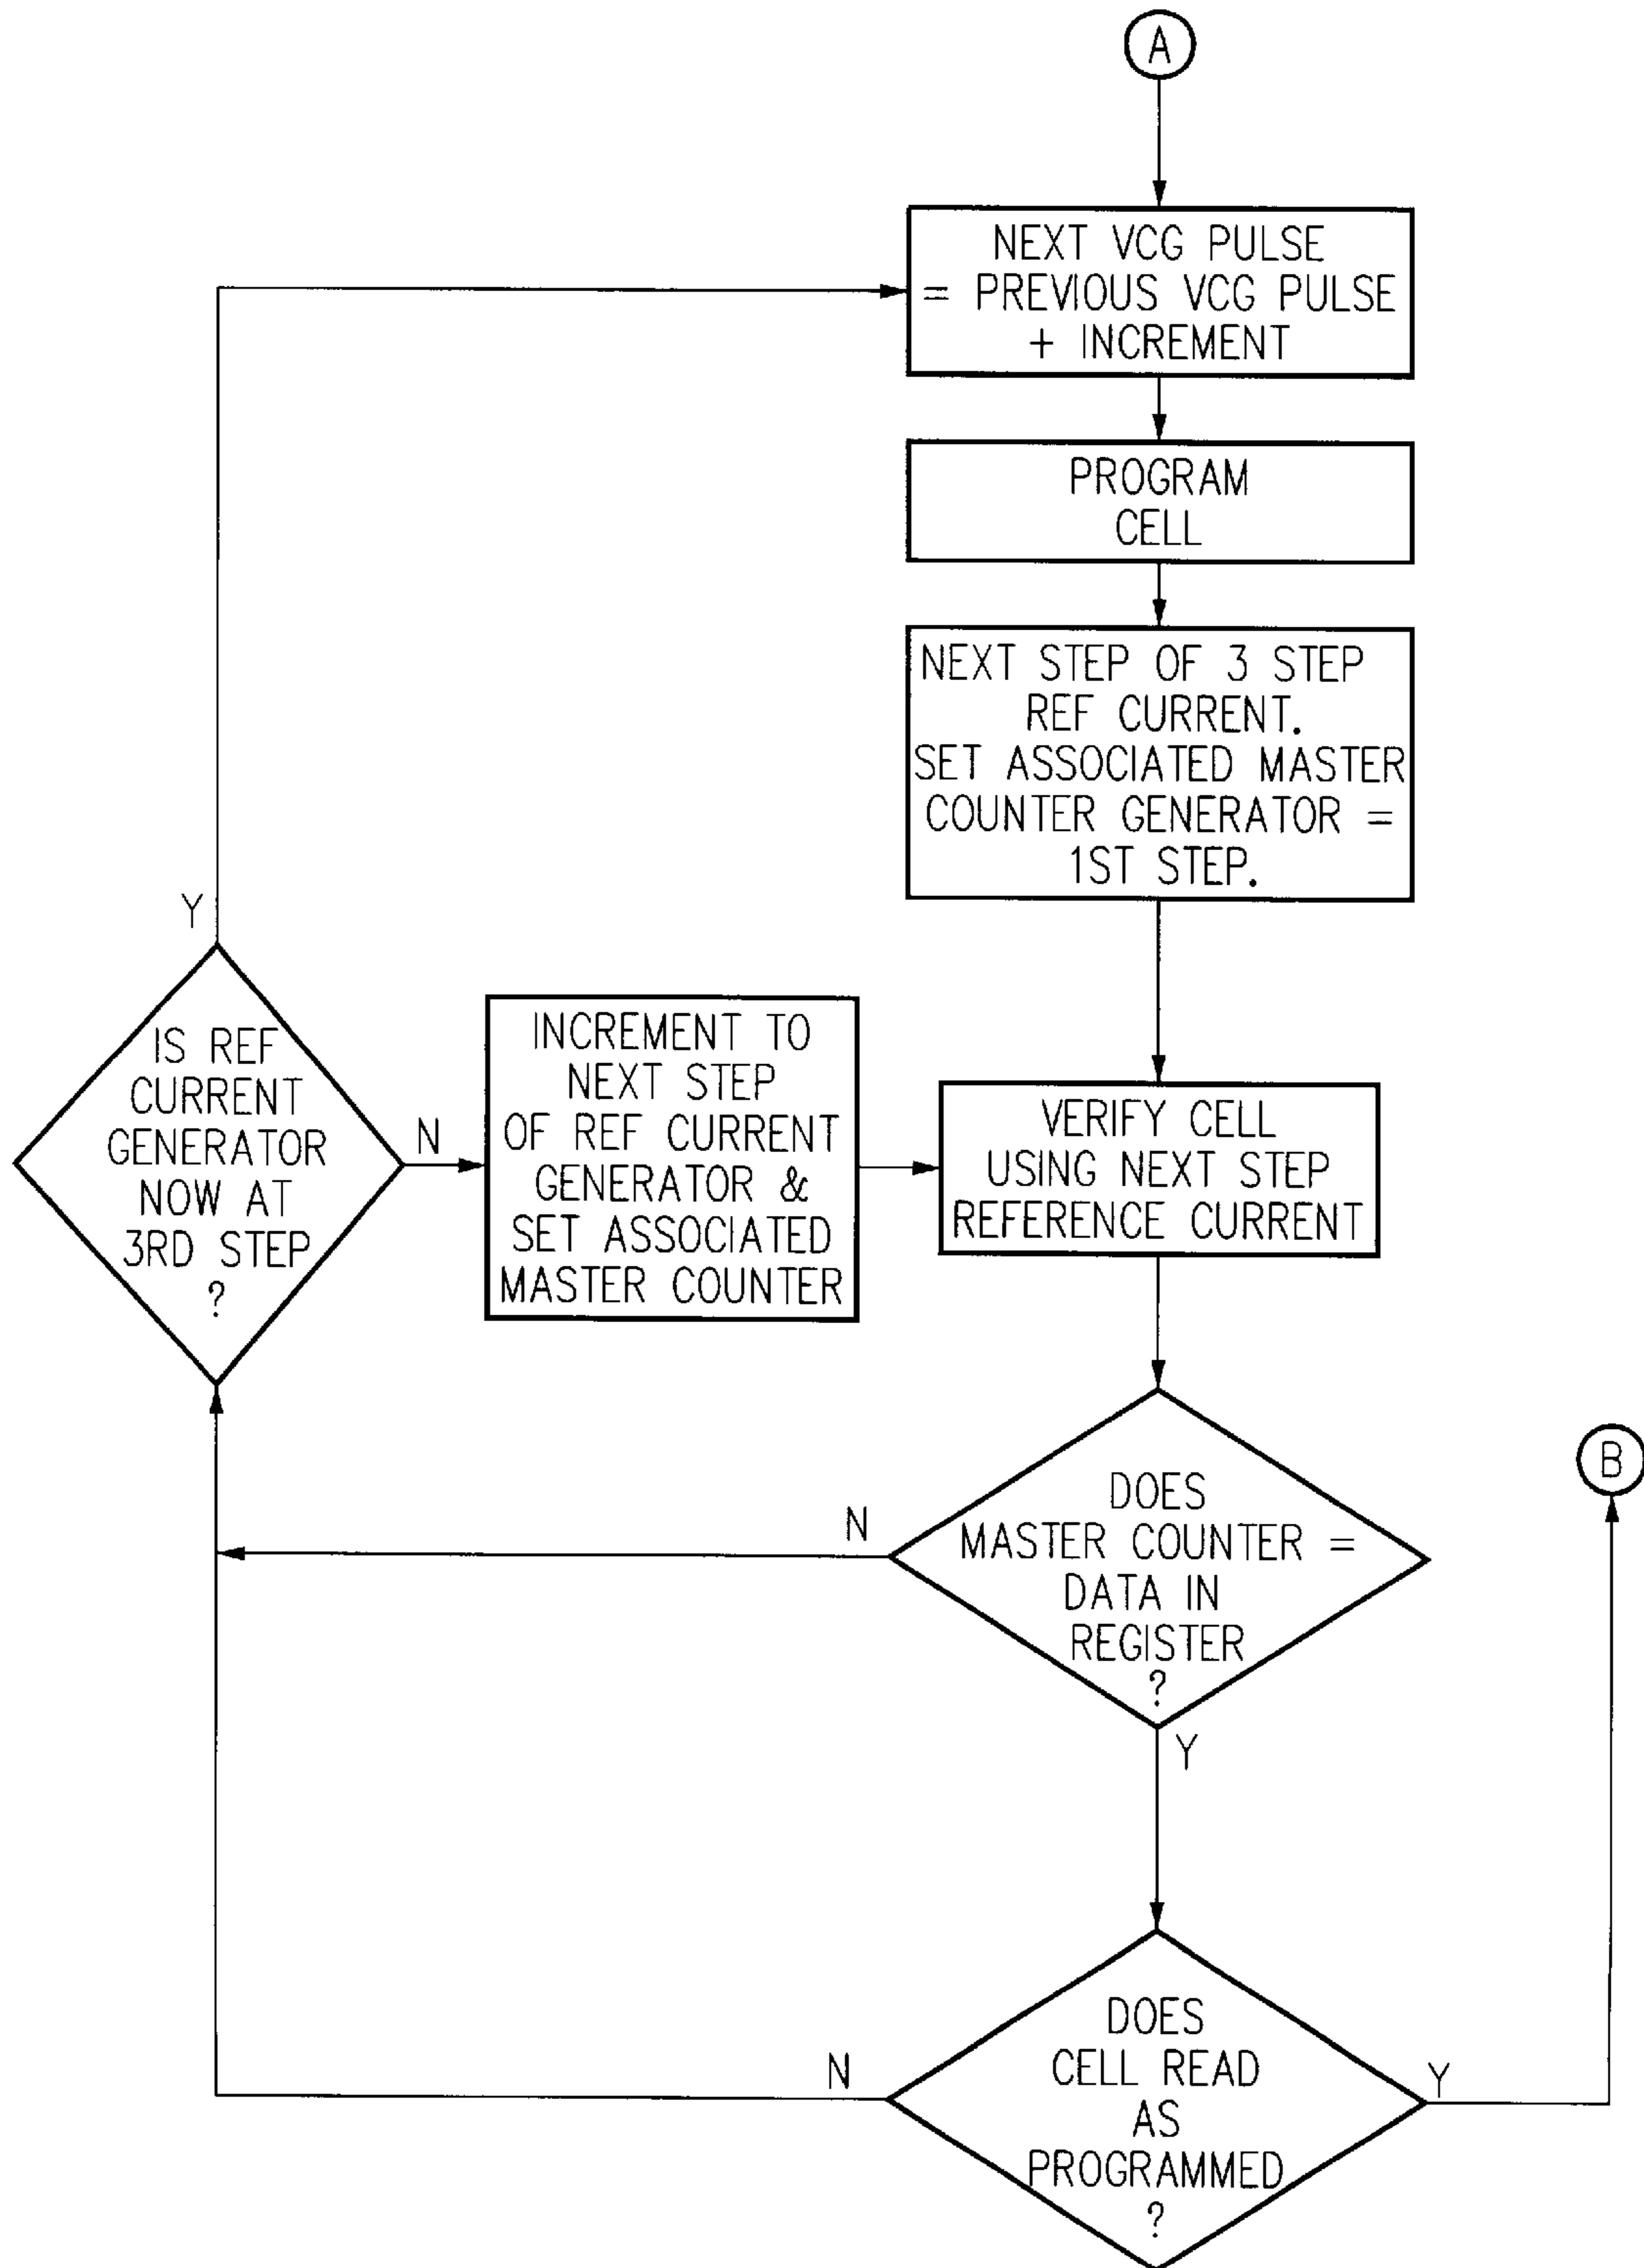 A
NEXT VCG PULSE
= PREVIOUS VCG PULSE
+ INCREMENT
PROGRAM
CELL
NEXT STEP OF 3 STEP
REF CURRENT.
SET ASSOCIATED MASTER
COUNTER GENERATOR =
1ST STEP.
Y
IS REF
CURRENT
GENERATOR
NOW AT
3RD STEP
?
N
INCREMENT TO
NEXT STEP
OF REF CURRENT
GENERATOR &
SET ASSOCIATED
MASTER COUNTER
VERIFY CELL
USING NEXT STEP
REFERENCE CURRENT
DOES
MASTER COUNTER =
DATA IN
REGISTER
?
N
Y
B
DOES
CELL READ
AS
PROGRAMMED
?
N
Y